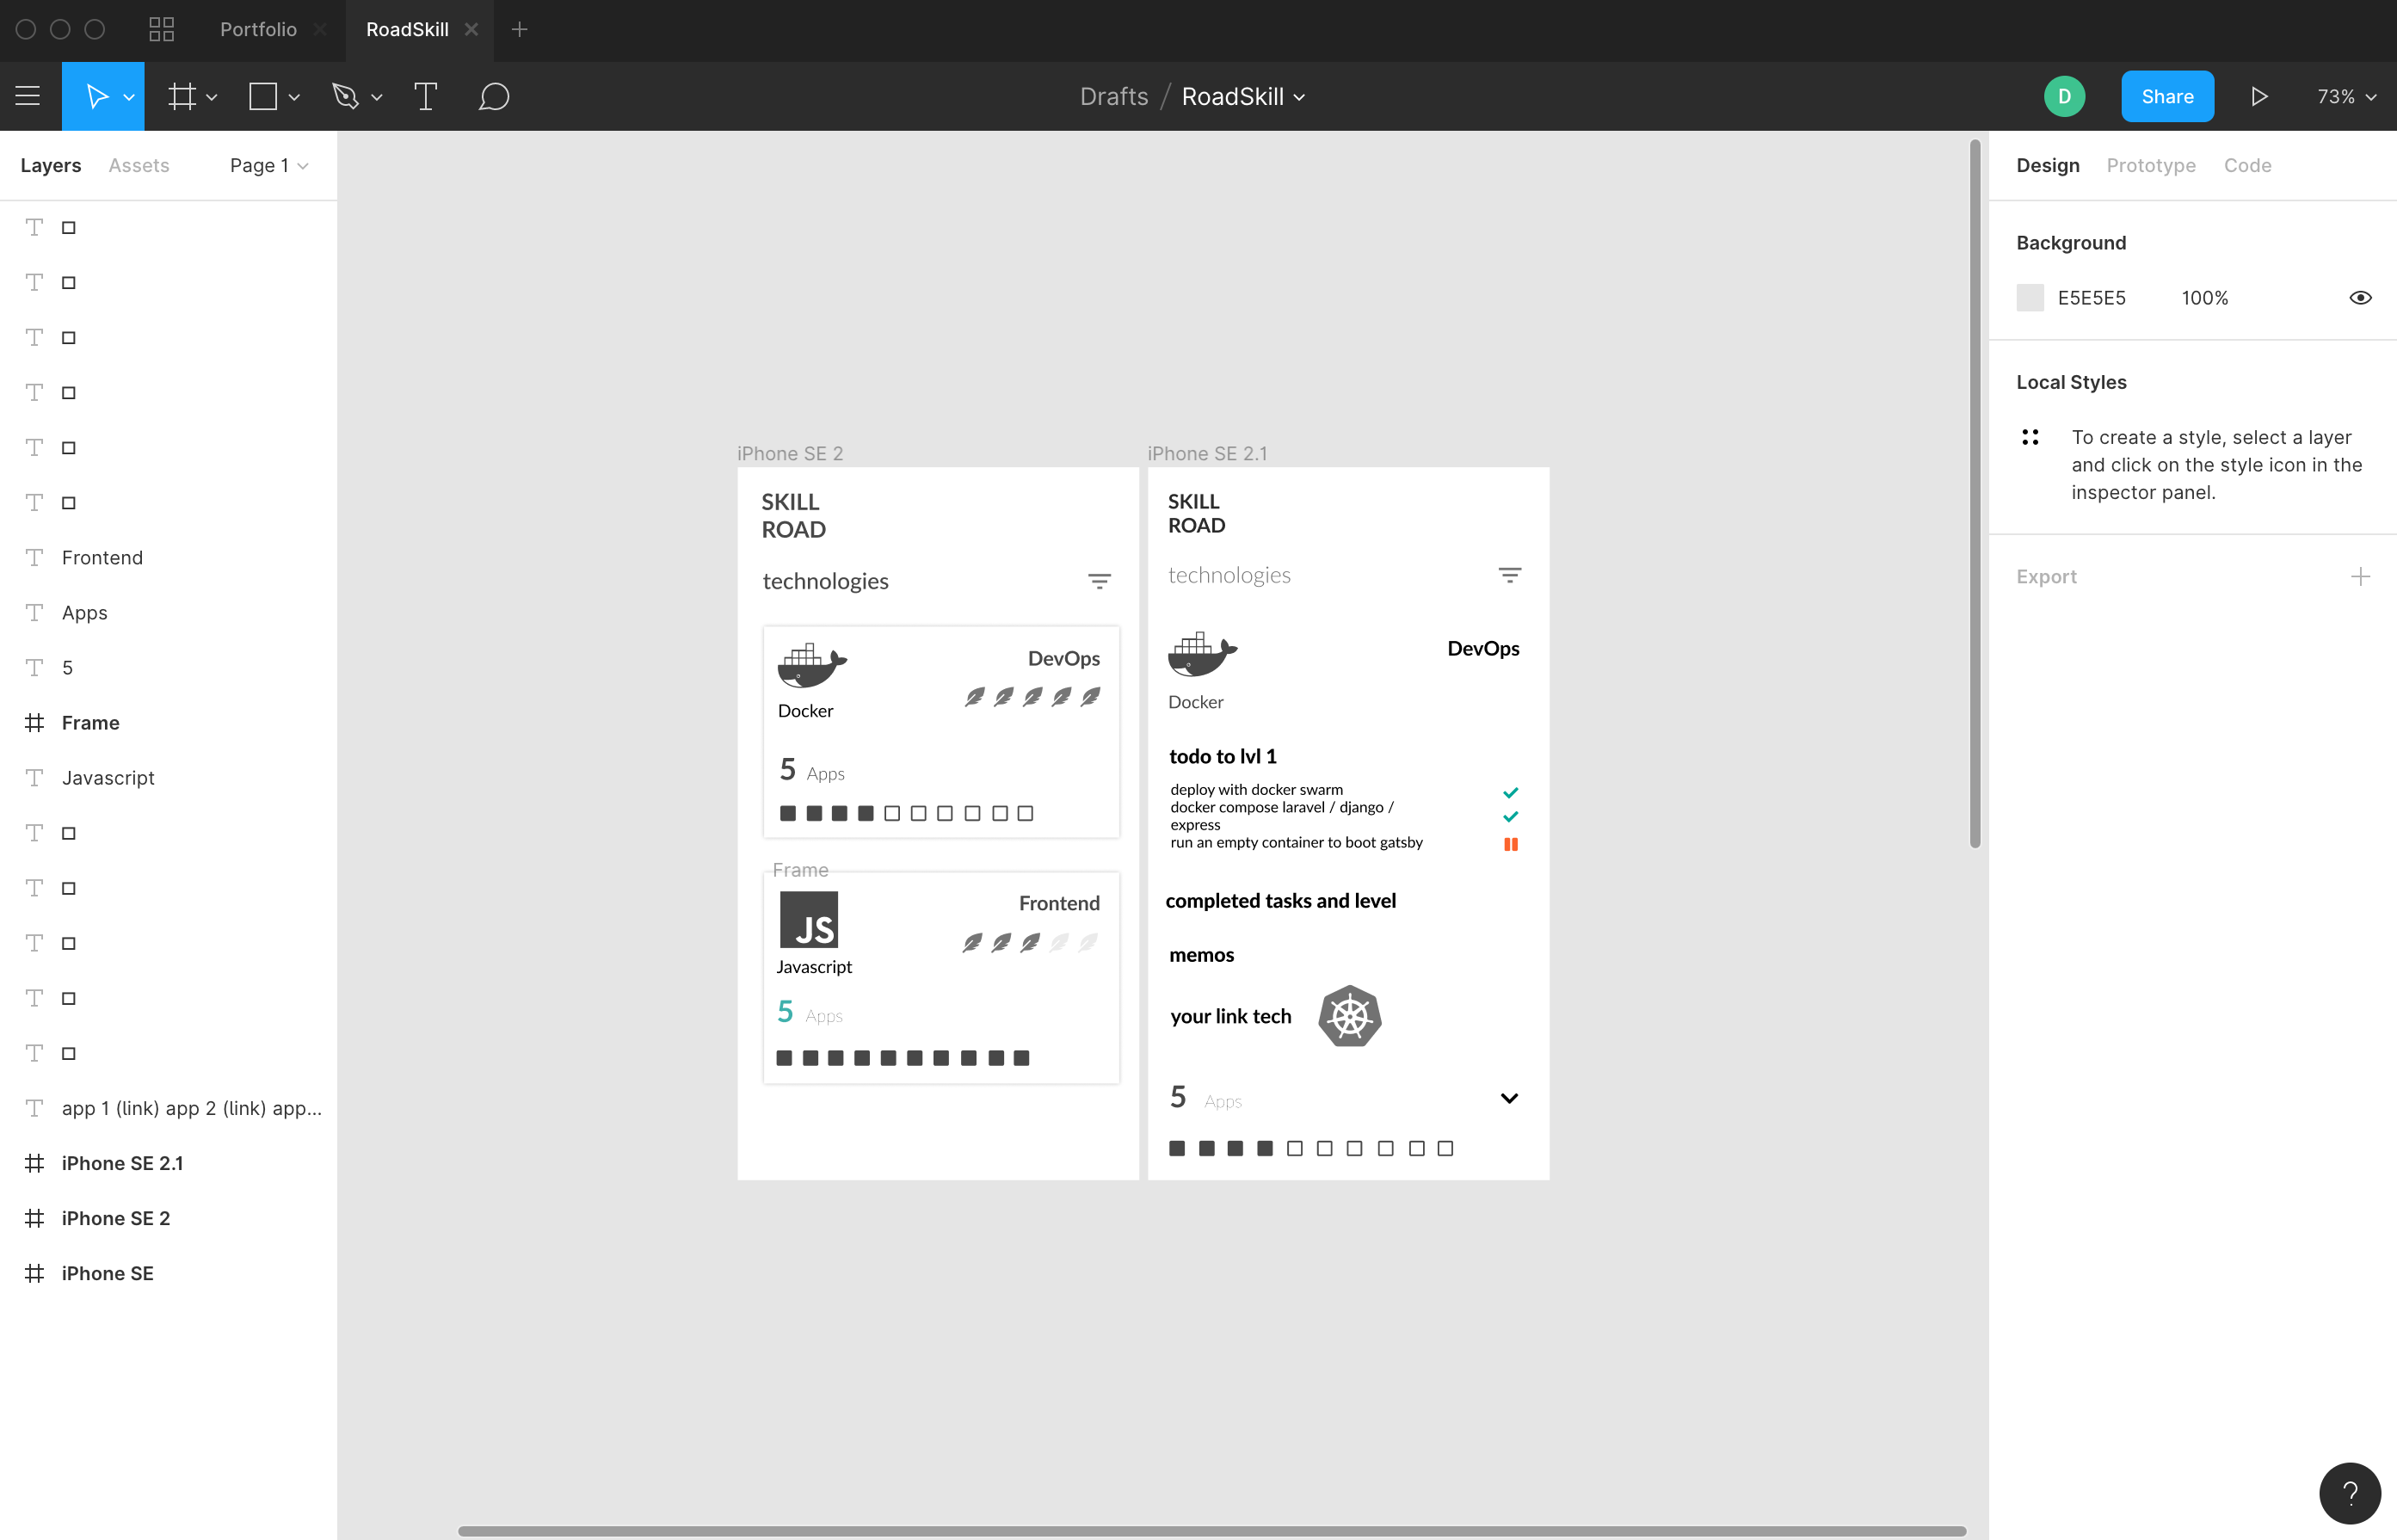 Portfolio
RoadSkill
Drafts / RoadSkill
D
Share
73%
Layers
Assets
Page 1
Frontend
Apps
5
Frame
Javascript
app 1 (link) app 2 (link) app...
iPhone SE 2.1
iPhone SE 2
iPhone SE
iPhone SE 2
SKILL
ROAD
technologies
DevOps
Docker
5 Apps
Frame
JS
Frontend
Javascript
5 Apps
iPhone SE 2.1
SKILL
ROAD
technologies
DevOps
Docker
todo to lvl 1
deploy with docker swarm
docker compose laravel / django /
express
run an empty container to boot gatsby
completed tasks and level
memos
your link tech
5 Apps
Design
Prototype
Code
Background
E5E5E5
100%
Local Styles
To create a style, select a layer
and click on the style icon in the
inspector panel.
Export
?